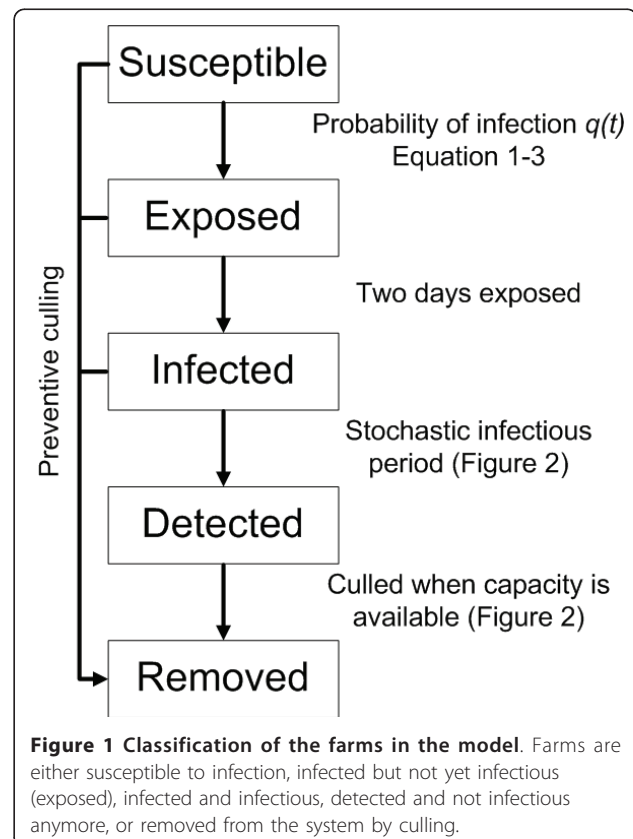 Susceptible
Probability of infection q(t)
Equation 1-3
Exposed
Preventive culling
Two days exposed
Infected
Stochastic infectious
period (Figure 2)
Detected
Culled when capacity is
available (Figure 2)
Removed
Figure 1 Classification of the farms in the model. Farms are
either susceptible to infection, infected but not yet infectious
(exposed), infected and infectious, detected and not infectious
anymore, or removed from the system by culling.